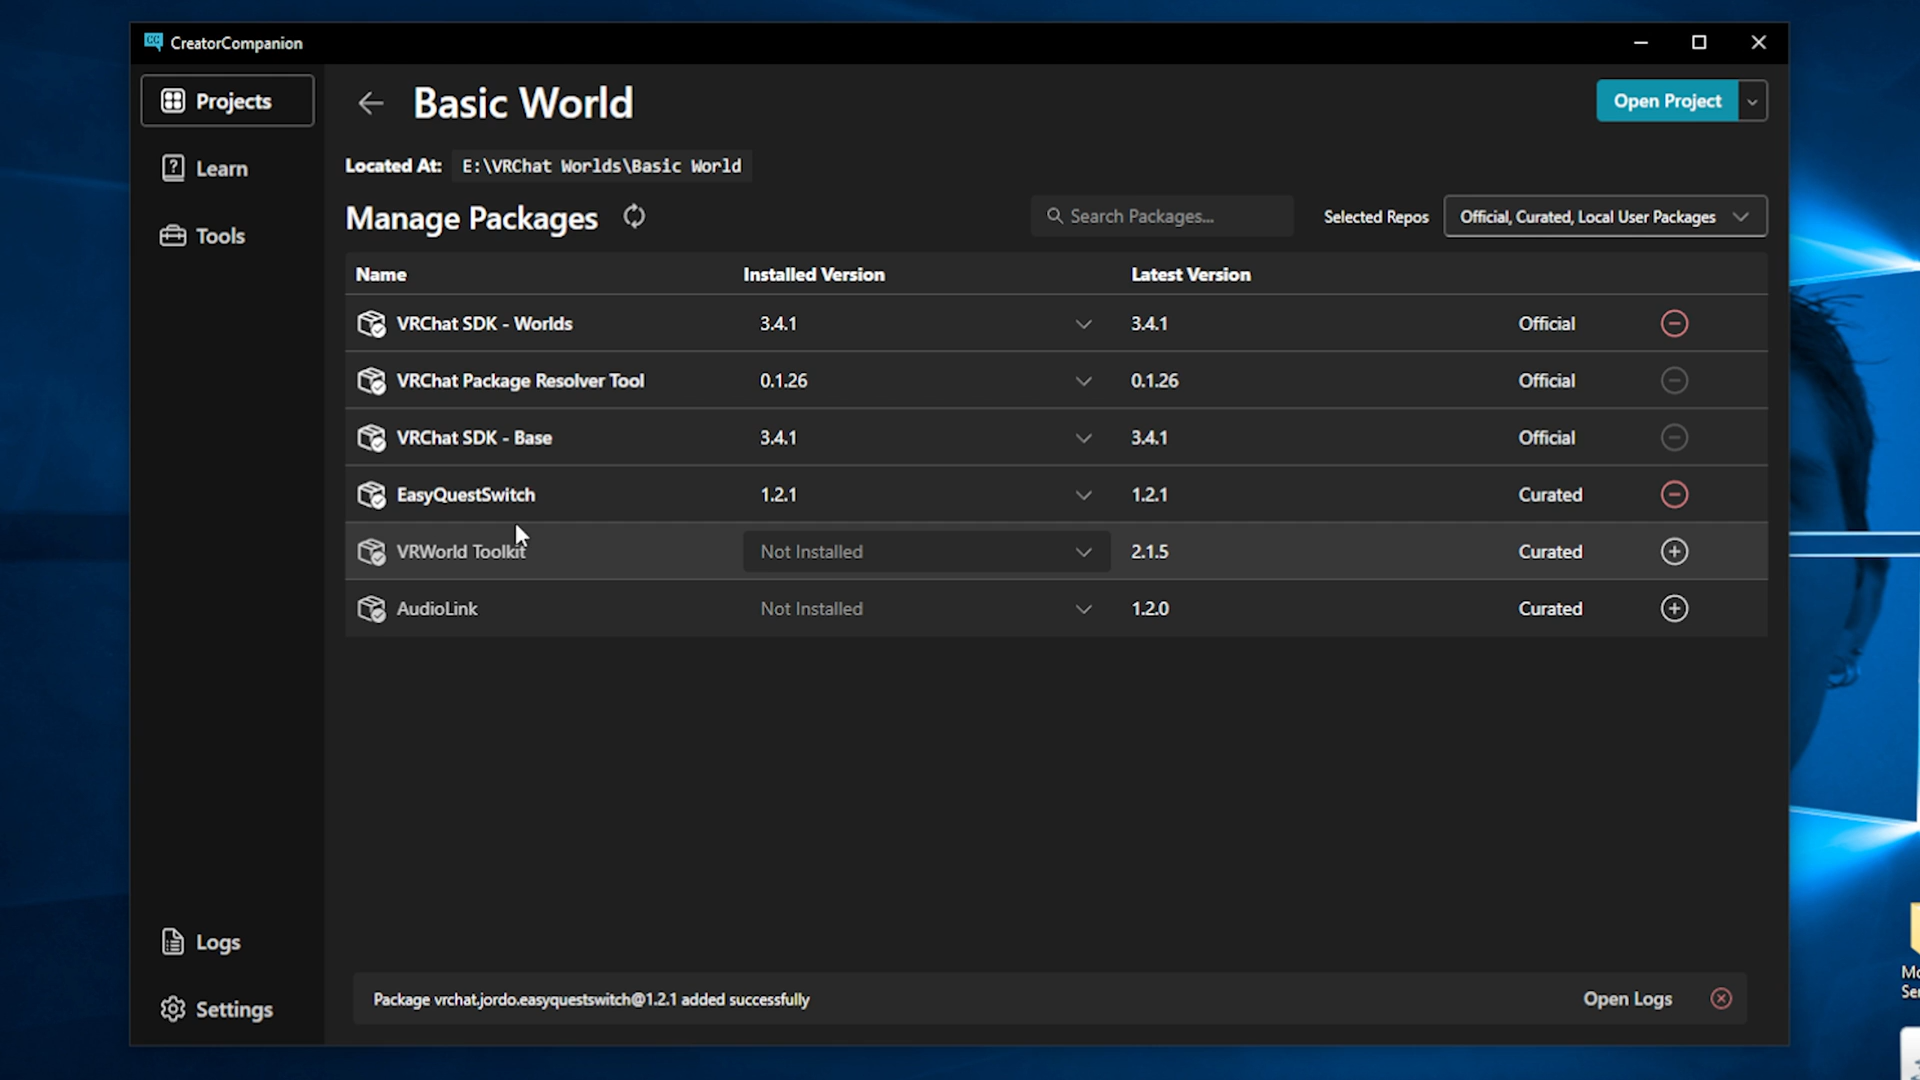 CreatorCompanion
Projects
Learn
Tools
Logs
Settings
Basic World
Open Project
Located At: E:\VRChat Worlds\Basic World
Manage Packages
Search Packages...
Selected Repos
Official, Curated, Local User Packages
Name Installed Version Latest Version
VRChat SDK - Worlds 3.4.1 3.4.1 Official
VRChat Package Resolver Tool 0.1.26 0.1.26 Official
VRChat SDK - Base 3.4.1 3.4.1 Official
EasyQuestSwitch 1.2.1 1.2.1 Curated
VRWorld Toolkit Not Installed 2.1.5 Curated
AudioLink Not Installed 1.2.0 Curated
Package vrchat.jordo.easyquestswitch@1.2.1 added successfully
Open Logs